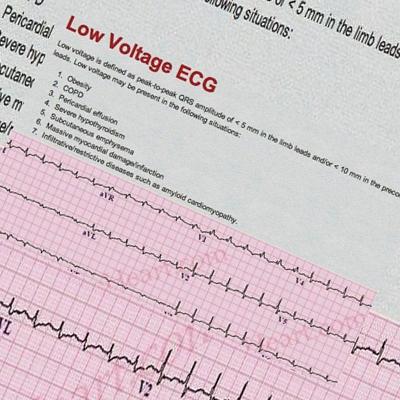 of < 5 mm in the limb leads
following situations:
Pericardial
Severe hyp
Low Voltage ECG
Low voltage is defined as peak-to-peak QRS amplitude of < 5 mm in the limb leads and/or < 10 mm in the precor
leads. Low voltage may be present in the following situations:
1. Obesity
2. COPD
3. Pericardial effusion
4. Severe hypothyroidism
5. Subcutaneous emphysema
6. Massive myocardial damage/infarction
7. Infiltrative/restrictive diseases such as amyloid cardiomyopathy.
aVR
V1
V4
aVL
V2
V5
VL
V2